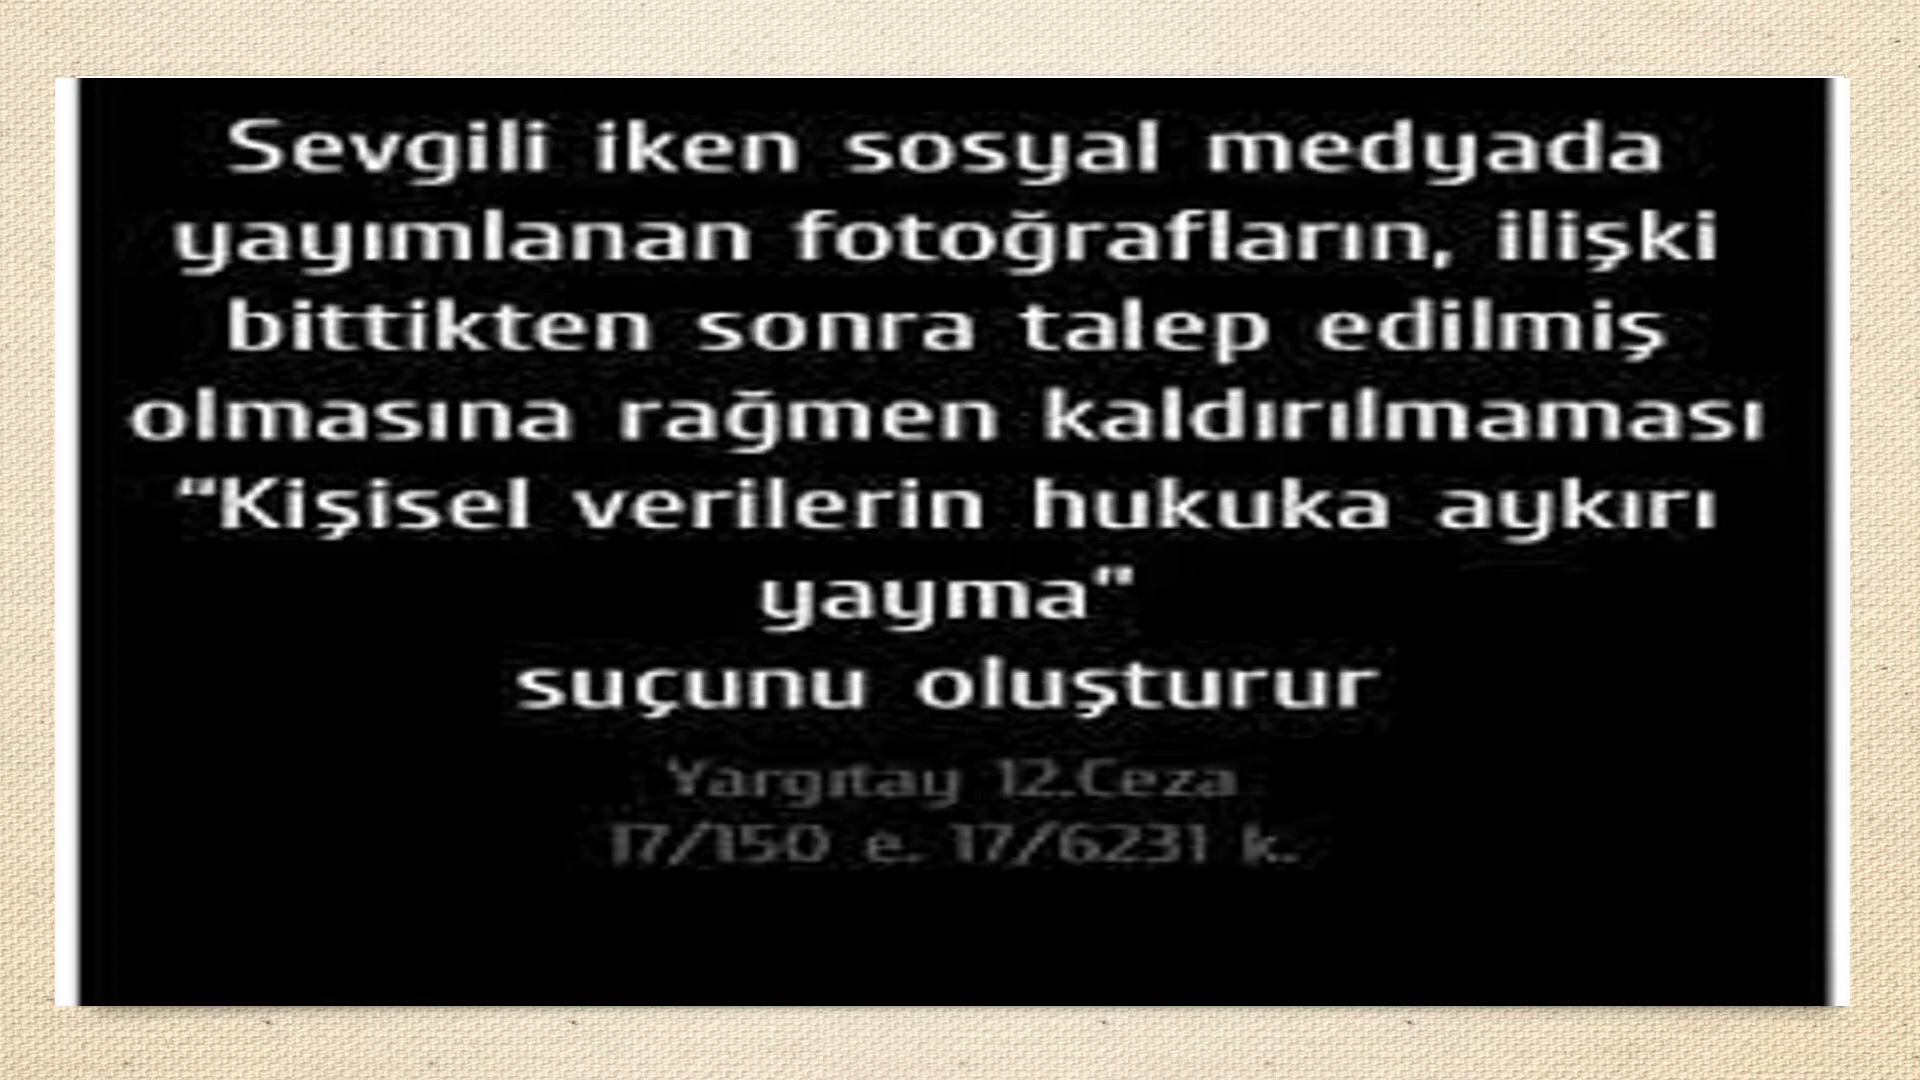 Sevgili iken sosyal medyada
yayımlanan fotoğrafların, ilişki
bittikten sonra talep edilmiş
olmasına rağmen kaldırılmaması
“Kişisel verilerin hukuka aykırı
yayma“
suçunu oluşturur
Yargıtay 12.Ceza
17/150 e. 17/6231 k.